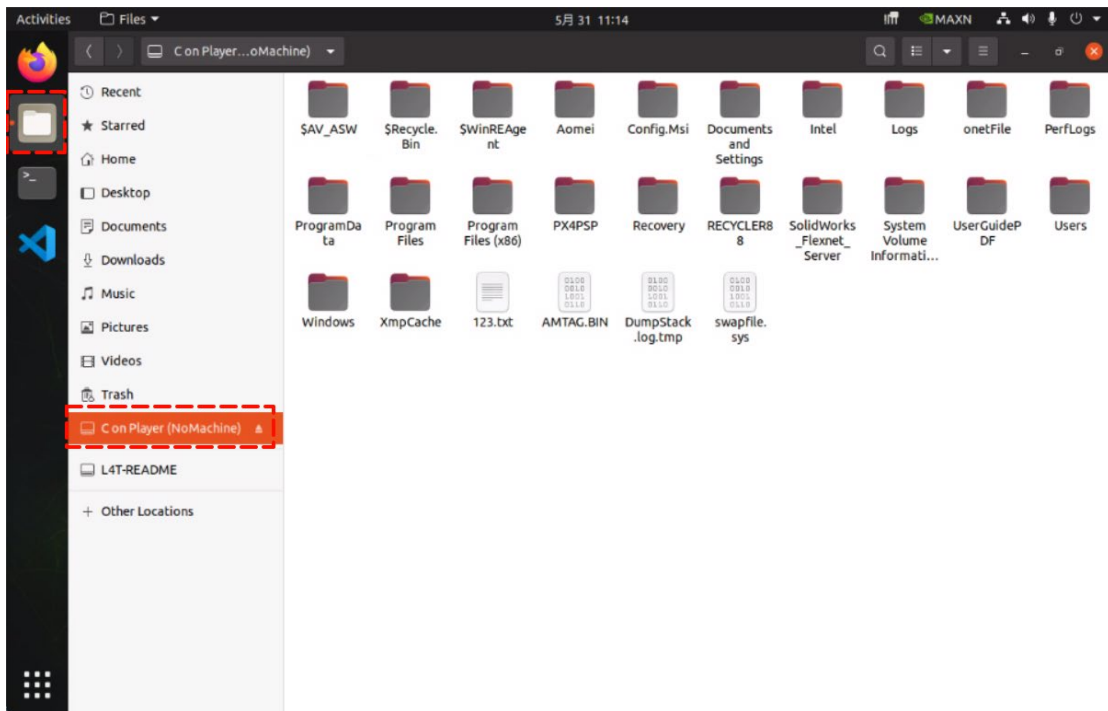 Activities
Files
5月 31 11:14
MAXN
C on Player…oMachine)
Recent
Starred
Home
Desktop
Documents
Downloads
Music
Pictures
Videos
Trash
C on Player (NoMachine)
L4T-README
+ Other Locations
$AV_ASW
$Recycle.
Bin
$WinREAge
nt
Aomei
Config.Msi
Documents
and
Settings
Intel
Logs
onetFile
PerfLogs
ProgramDa
ta
Program
Files
Program
Files (x86)
PX4PSP
Recovery
RECYCLER8
8
SolidWorks
_Flexnet_
Server
System
Volume
Informati…
UserGuideP
DF
Users
Windows
XmpCache
123.txt
AMTAG.BIN
DumpStack
.log.tmp
swapfile.
sys